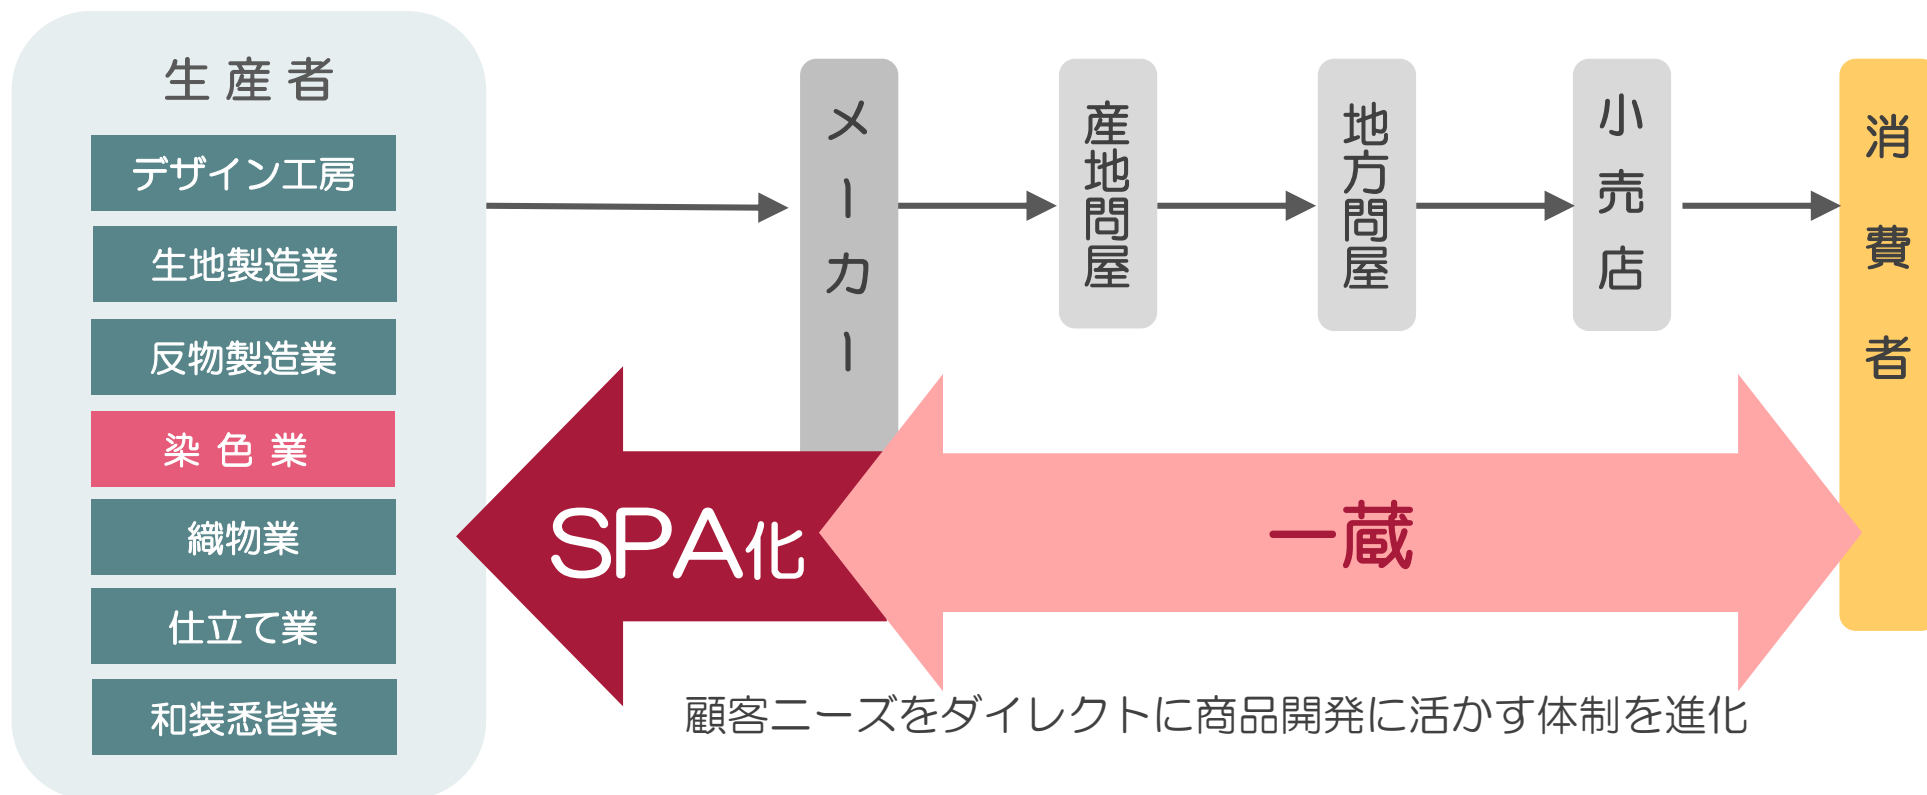 生産者
デザイン工房
生地製造業
反物製造業
染色業
織物業
仕立て業
和装悉皆業
メーカー
産地問屋
地方問屋
小売店
消費者
SPA化
一蔵
顧客ニーズをダイレクトに商品開発に活かす体制を進化